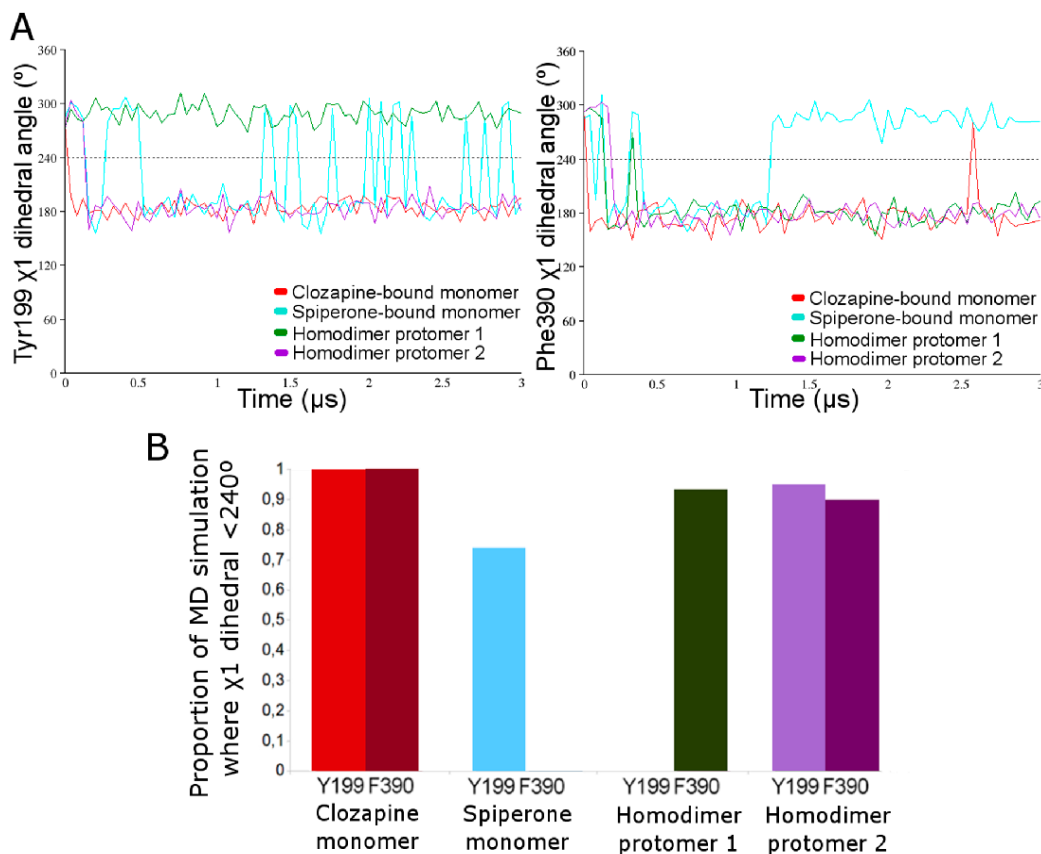 A
Tyr199 χ1 dihedral angle (º)
360
300
240
180
120
60
0
0 0.5 1 1.5 2 2.5 3
Time (µs)
Clozapine-bound monomer
Spiperone-bound monomer
Homodimer protomer 1
Homodimer protomer 2
Phe390 χ1 dihedral angle (º)
360
300
240
180
120
60
0
0 0.5 1 1.5 2 2.5 3
Time (µs)
Clozapine-bound monomer
Spiperone-bound monomer
Homodimer protomer 1
Homodimer protomer 2
B
Proportion of MD simulation
where χ1 dihedral <240º
1
0,9
0,8
0,7
0,6
0,5
0,4
0,3
0,2
0,1
0
Y199 F390 Y199 F390 Y199 F390 Y199 F390
Clozapine Spiperone Homodimer Homodimer
monomer monomer protomer 1 protomer 2